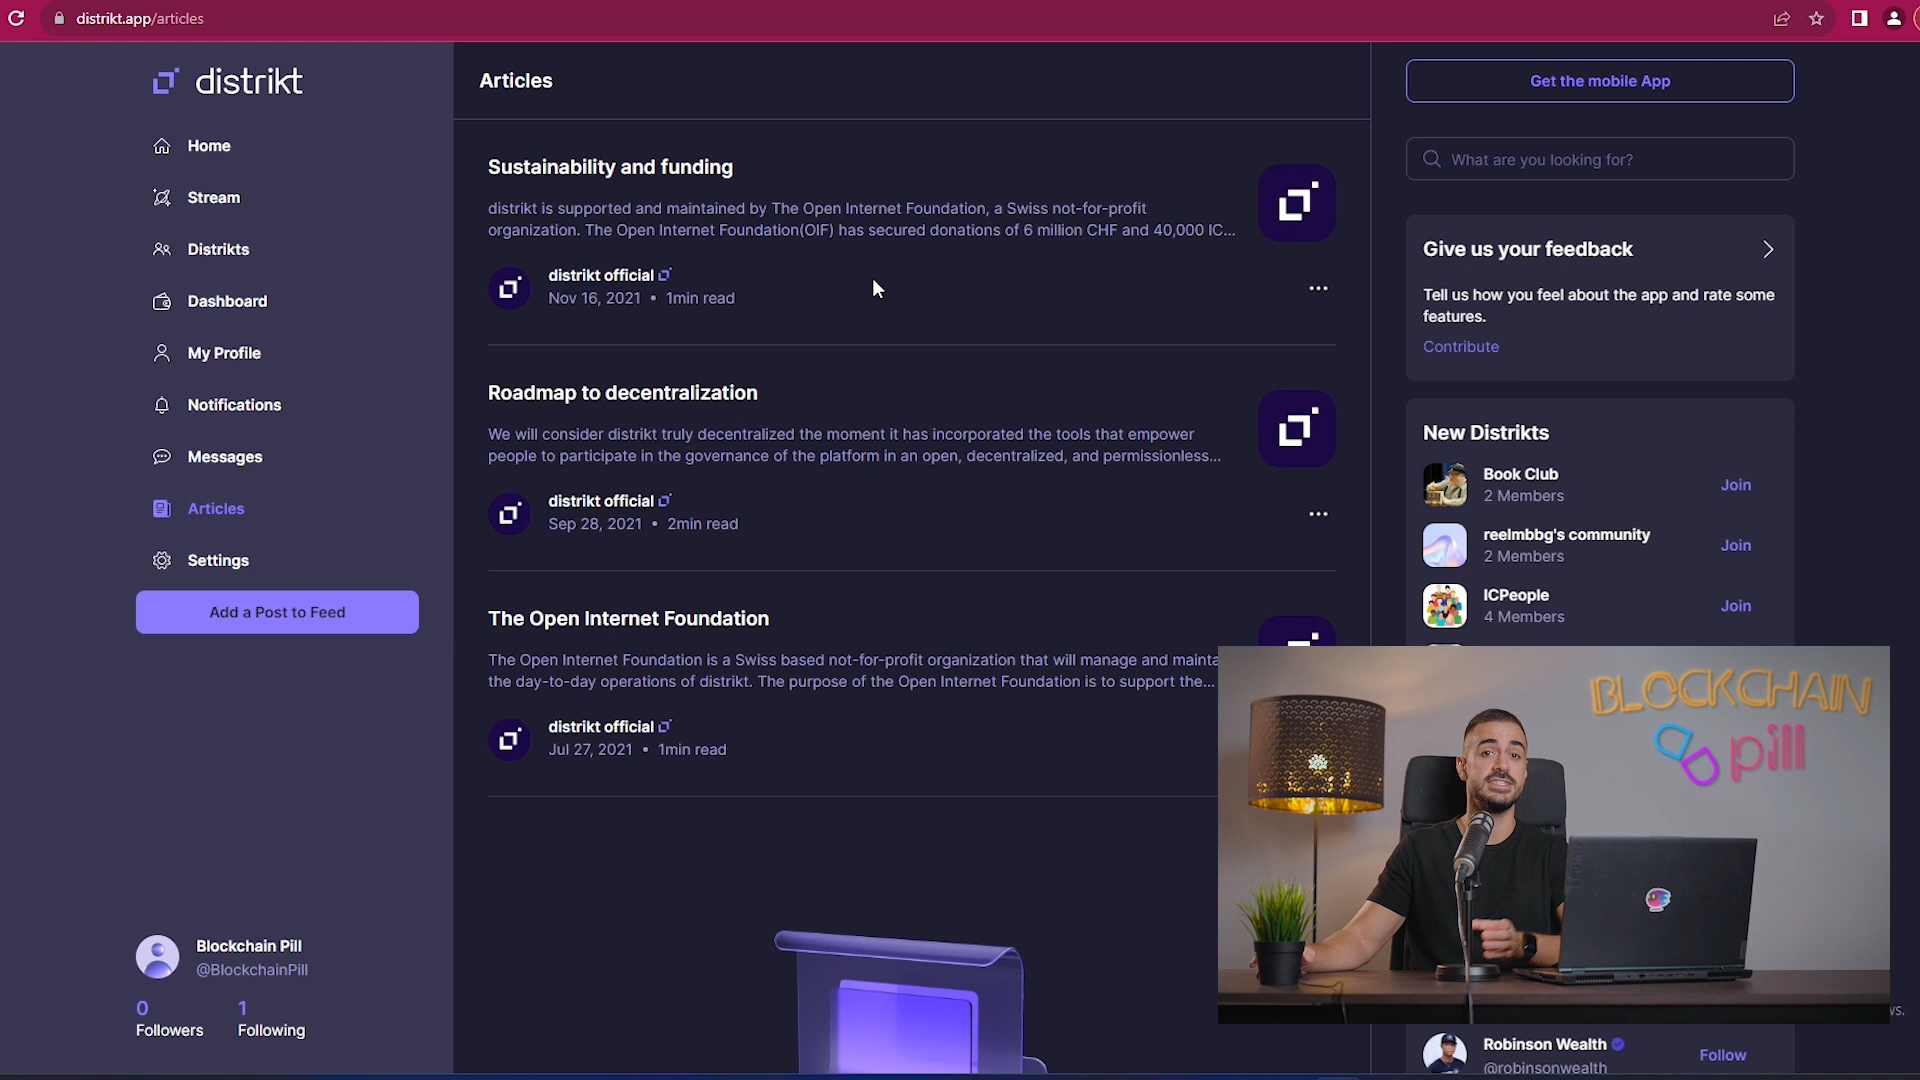 distrikt.app/articles
distrikt
Home
Stream
Distrikts
Dashboard
My Profile
Notifications
Messages
Articles
Settings
Add a Post to Feed
Blockchain Pill
@BlockchainPill
0
Followers
1
Following
Articles
Sustainability and funding
distrikt is supported and maintained by The Open Internet Foundation, a Swiss not-for-profit
organization. The Open Internet Foundation(OIF) has secured donations of 6 million CHF and 40,000 IC...
distrikt official
Nov 16, 2021 • 1min read
Roadmap to decentralization
We will consider distrikt truly decentralized the moment it has incorporated the tools that empower
people to participate in the governance of the platform in an open, decentralized, and permissionless...
distrikt official
Sep 28, 2021 • 2min read
The Open Internet Foundation
The Open Internet Foundation is a Swiss based not-for-profit organization that will manage and mainta
the day-to-day operations of distrikt. The purpose of the Open Internet Foundation is to support the...
distrikt official
Jul 27, 2021 • 1min read
Get the mobile App
What are you looking for?
Give us your feedback
Tell us how you feel about the app and rate some
features.
Contribute
New Distrikts
Book Club
2 Members
Join
reelmbbg's community
2 Members
Join
ICPeople
4 Members
Join
BLOCKCHAIN
pill
ws.
Robinson Wealth
@robinsonwealth
Follow